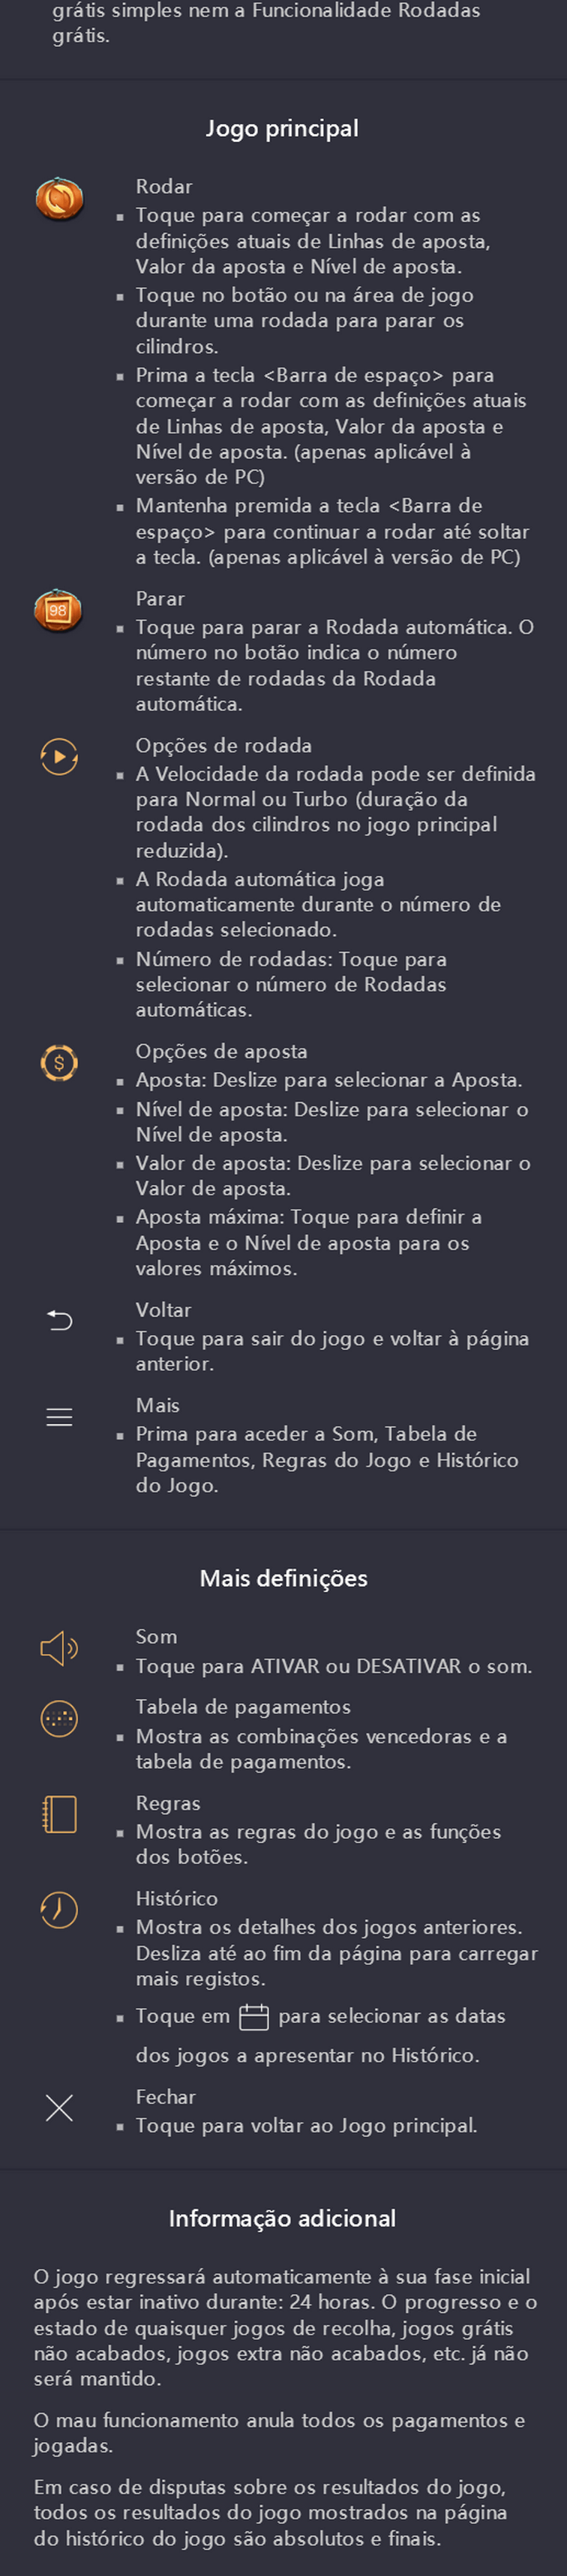 grátis simples nem a Funcionalidade Rodadas
grátis.
Jogo principal
Rodar
Toque para começar a rodar com as
definições atuais de Linhas de aposta,
Valor da aposta e Nível de aposta.
Toque no botão ou na área de jogo
durante uma rodada para parar os
cilindros.
Prima a tecla <Barra de espaço> para
começar a rodar com as definições atuais
de Linhas de aposta, Valor da aposta e
Nível de aposta. (apenas aplicável à
versão de PC)
Mantenha premida a tecla <Barra de
espaço> para continuar a rodar até soltar
a tecla. (apenas aplicável à versão de PC)
98
Parar
Toque para parar a Rodada automática. O
número no botão indica o número
restante de rodadas da Rodada
automática.
Opções de rodada
A Velocidade da rodada pode ser definida
para Normal ou Turbo (duração da
rodada dos cilindros no jogo principal
reduzida).
A Rodada automática joga
automaticamente durante o número de
rodadas selecionado.
Número de rodadas: Toque para
selecionar o número de Rodadas
automáticas.
$
Opções de aposta
Aposta: Deslize para selecionar a Aposta.
Nível de aposta: Deslize para selecionar o
Nível de aposta.
Valor de aposta: Deslize para selecionar o
Valor de aposta.
Aposta máxima: Toque para definir a
Aposta e o Nível de aposta para os
valores máximos.
Voltar
Toque para sair do jogo e voltar à página
anterior.
Mais
Prima para aceder a Som, Tabela de
Pagamentos, Regras do Jogo e Histórico
do Jogo.
Mais definições
Som
Toque para ATIVAR ou DESATIVAR o som.
Tabela de pagamentos
Mostra as combinações vencedoras e a
tabela de pagamentos.
Regras
Mostra as regras do jogo e as funções
dos botões.
Histórico
Mostra os detalhes dos jogos anteriores.
Desliza até ao fim da página para carregar
mais registos.
Toque em para selecionar as datas
dos jogos a apresentar no Histórico.
Fechar
Toque para voltar ao Jogo principal.
Informação adicional
O jogo regressará automaticamente à sua fase inicial
após estar inativo durante: 24 horas. O progresso e o
estado de quaisquer jogos de recolha, jogos grátis
não acabados, jogos extra não acabados, etc. já não
será mantido.
O mau funcionamento anula todos os pagamentos e
jogadas.
Em caso de disputas sobre os resultados do jogo,
todos os resultados do jogo mostrados na página
do histórico do jogo são absolutos e finais.